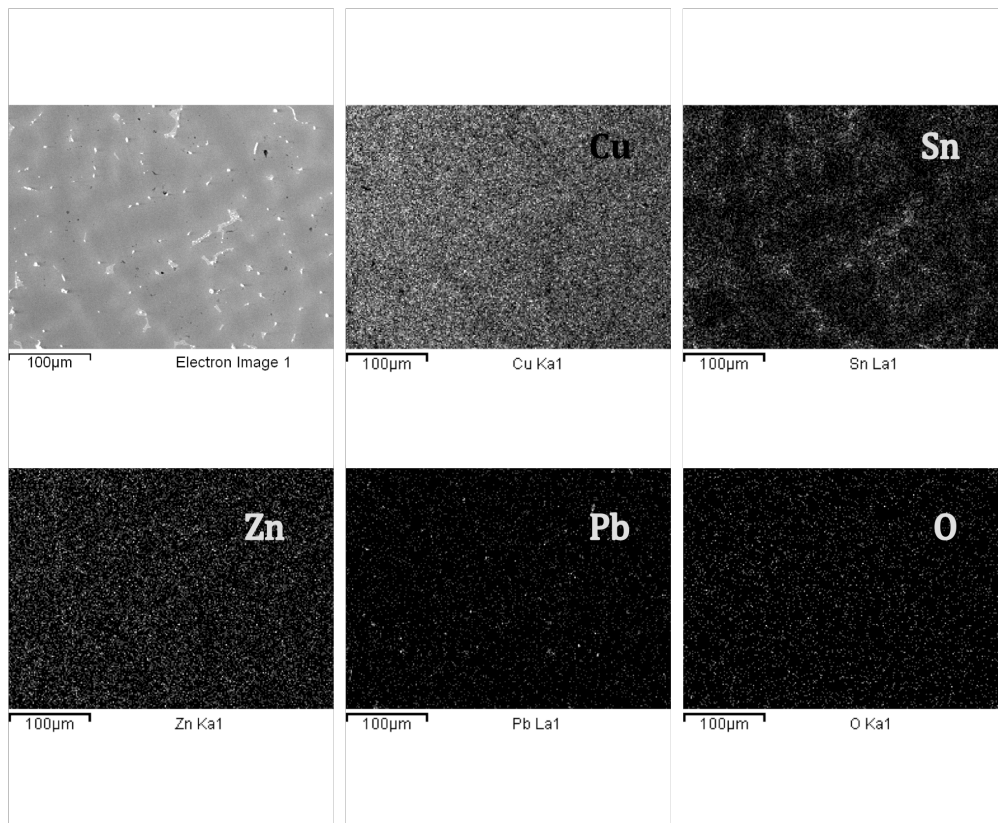 Cu
Sn
100μm
Electron Image 1
100μm
Cu Ka1
100μm
Sn La1
Zn
Pb
O
100μm
Zn Ka1
100μm
Pb La1
100μm
O Ka1